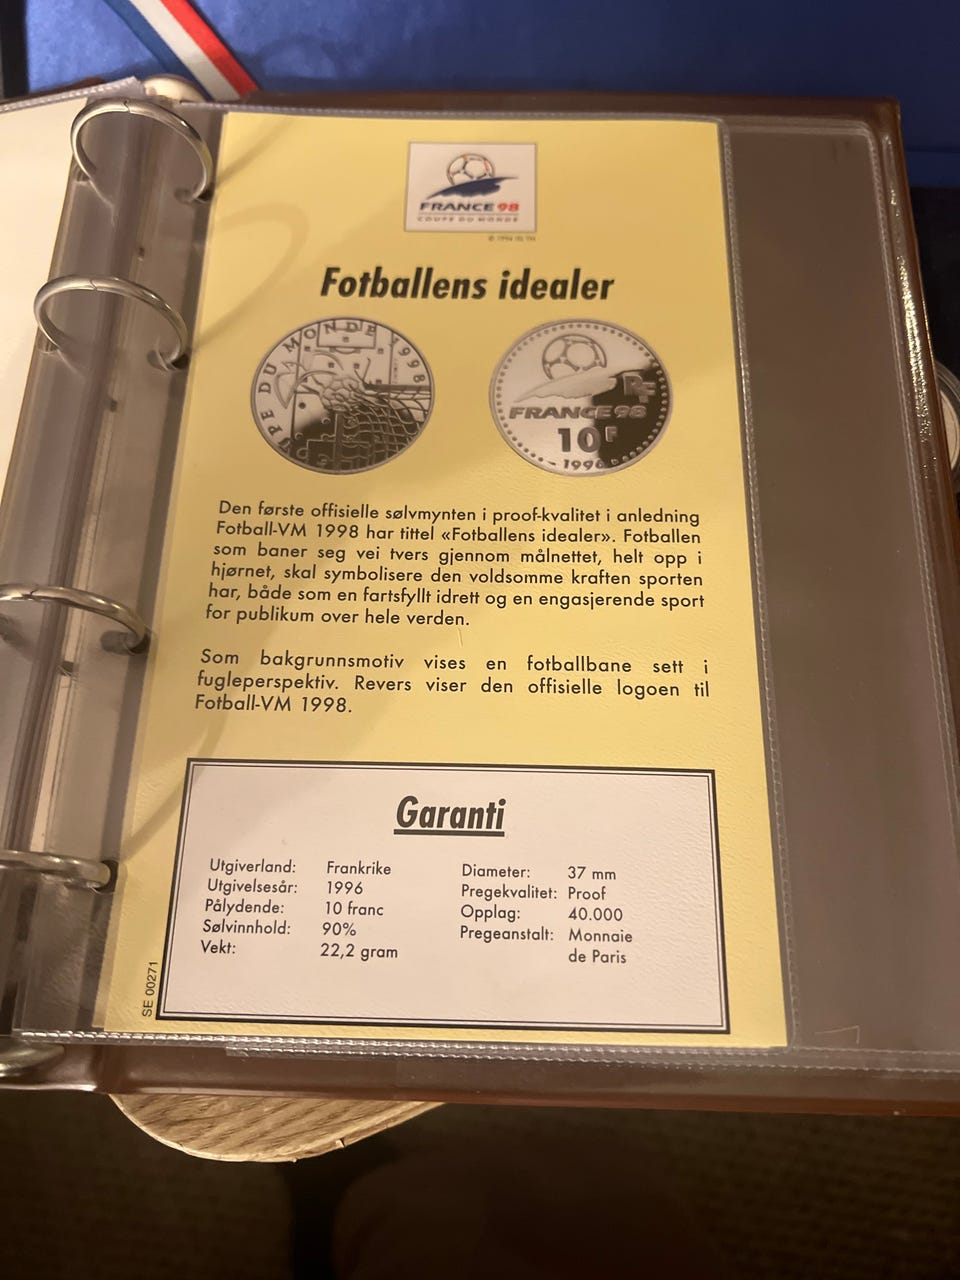 FRANCE 98
COUPE DU MONDE
Fotballens idealer
COUPE DU MONDE 1998
RF
FRANCE 98
10F
1996
Den første offisielle sølvmynten i proof-kvalitet i anledning
Fotball-VM 1998 har tittel «Fotballens idealer». Fotballen
som baner seg vei tvers gjennom målnettet, helt opp i
hjørnet, skal symbolisere den voldsomme kraften sporten
har, både som en fartsfyllt idrett og en engasjerende sport
for publikum over hele verden.
Som bakgrunnsmotiv vises en fotballbane sett i
fugleperspektiv. Revers viser den offisielle logoen til
Fotball-VM 1998.
Garanti
Utgiverland: Frankrike
Utgivelsesår: 1996
Pålydende: 10 franc
Sølvinnhold: 90%
Vekt: 22,2 gram
Diameter: 37 mm
Pregekvalitet: Proof
Opplag: 40.000
Pregeanstalt: Monnaie
de Paris
SE 00271